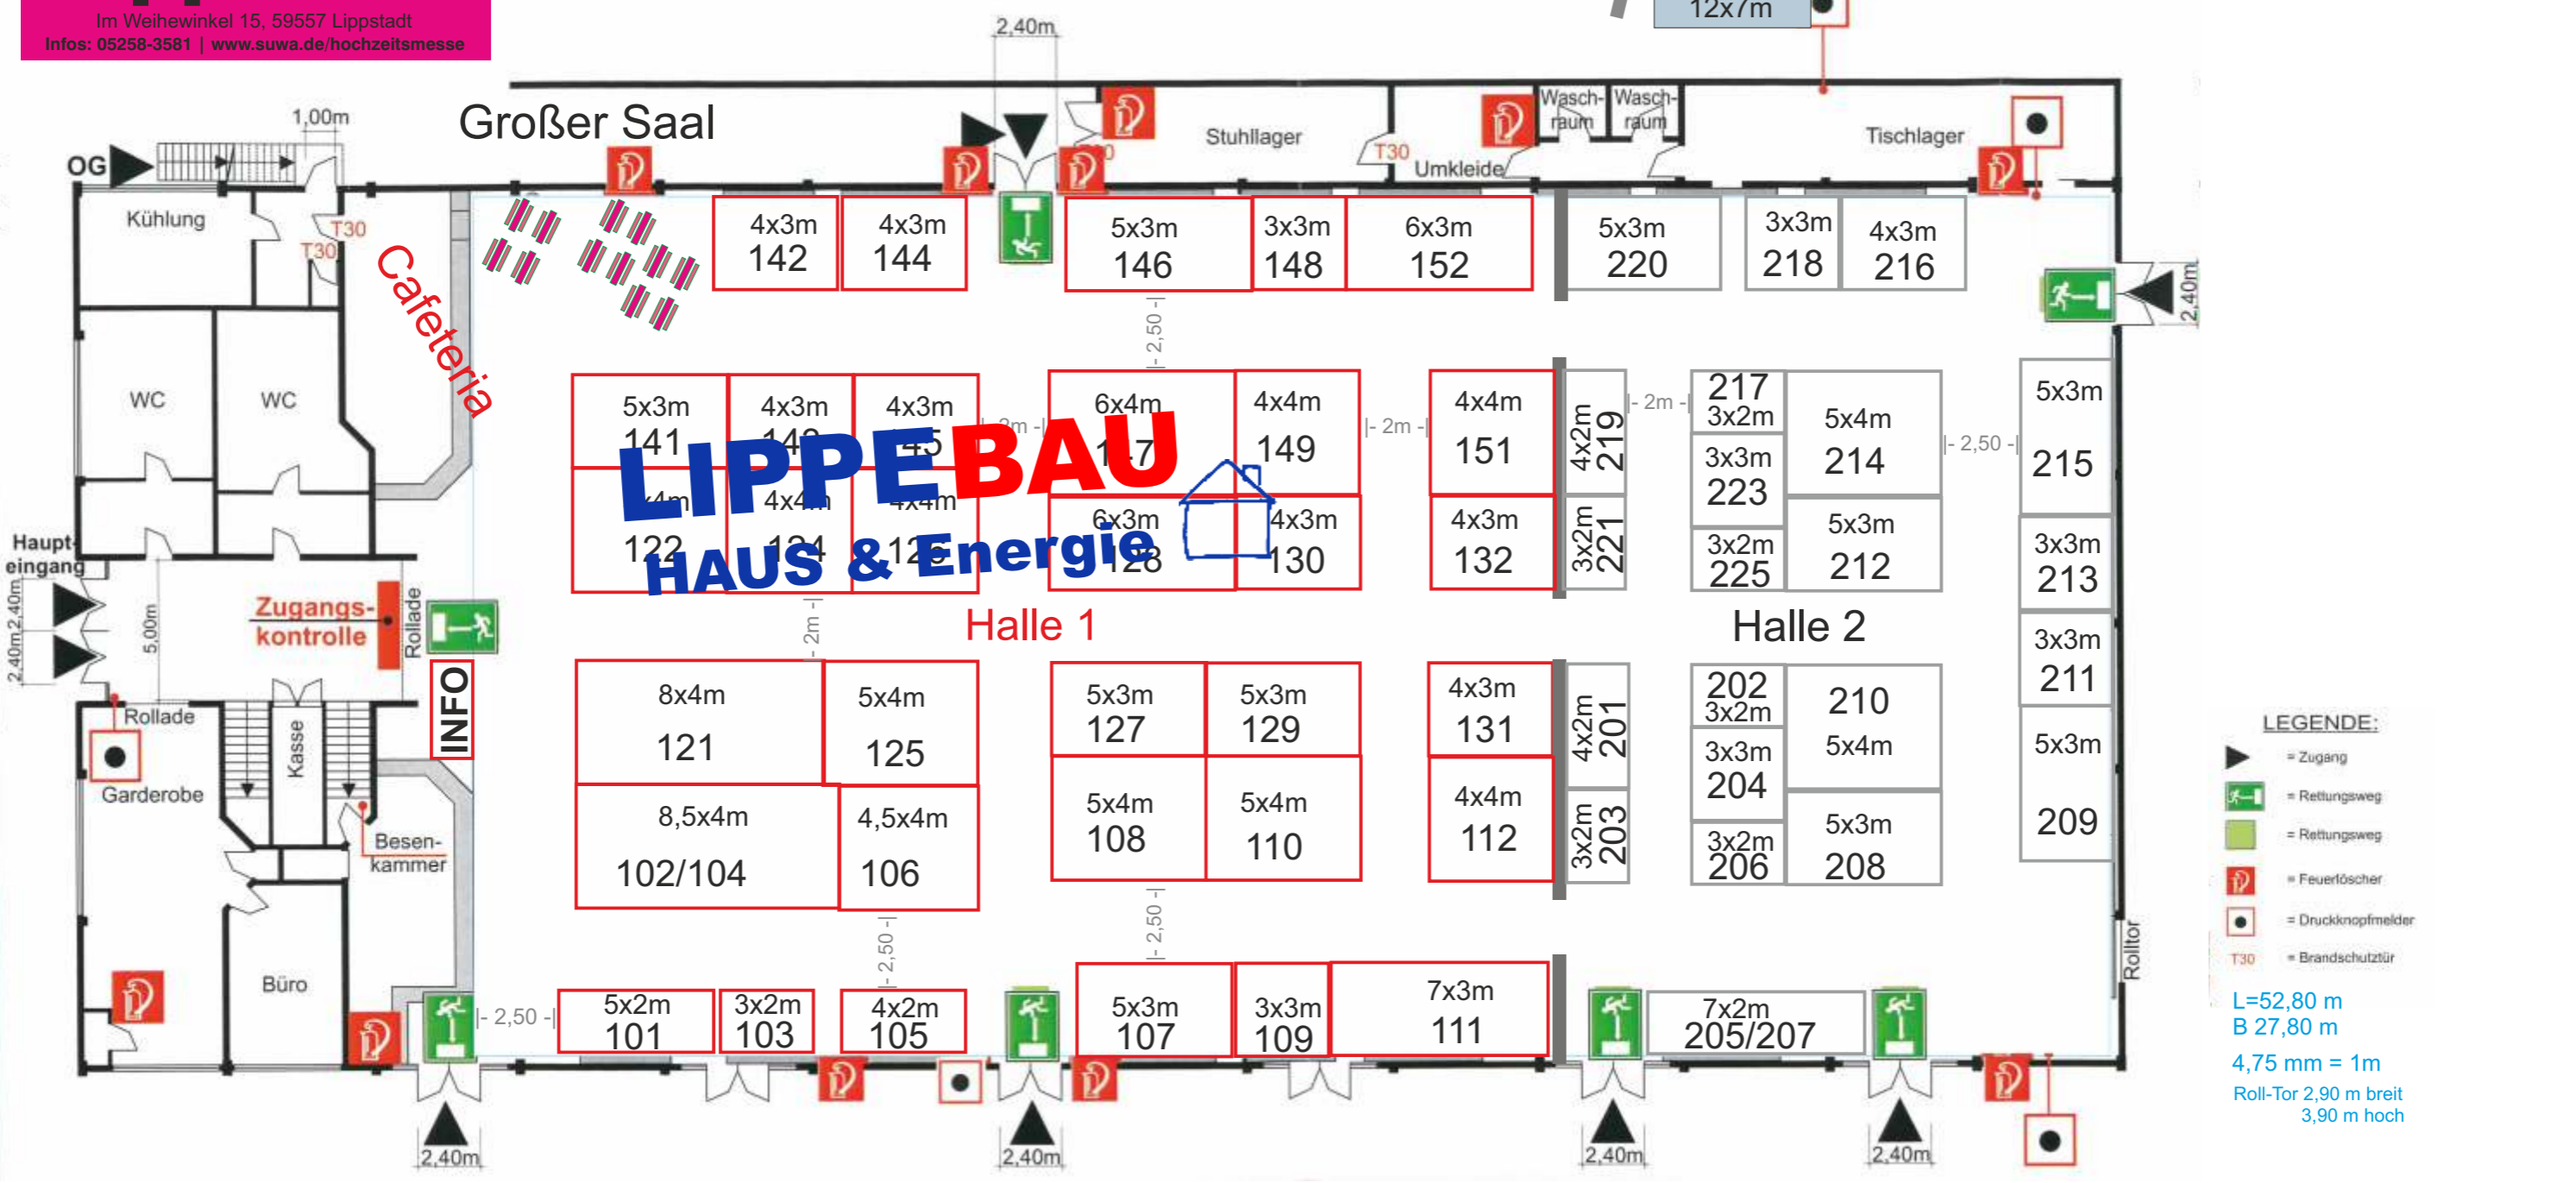 Im Weihewinkel 15, 59557 Lippstadt
Infos: 05258-3581 | www.suwa.de/hochzeitsmesse
12x7m
2,40m
1,00m
Großer Saal
OG
Kühlung
T30
T30
Cafeteria
Stuhllager
T30
Umkleide
Wasch-
raum
Wasch-
raum
Tischlager
4x3m
142
4x3m
144
5x3m
146
3x3m
148
6x3m
152
5x3m
220
3x3m
218
4x3m
216
2,40m
|- 2,50 -|
WC
WC
5x3m
141
4x3m
4x3m
|- 2m -|
6x4m
4x4m
149
|- 2m -|
4x4m
151
4x2m
219
|- 2m -|
217
3x2m
5x4m
214
|- 2,50 -|
5x3m
215
3x3m
223
LIPPEBAU
HAUS & Energie
122
4x4m
4x4m
6x3m
128
4x3m
130
4x3m
132
3x2m
221
3x2m
225
5x3m
212
3x3m
213
Haupt-
eingang
2,40m
2,40m
5,00m
Zugangs-
kontrolle
Rollade
|- 2m -|
Halle 1
Halle 2
3x3m
211
INFO
8x4m
121
5x4m
125
5x3m
127
5x3m
129
4x3m
131
4x2m
201
202
3x2m
210
5x4m
3x3m
204
5x3m
209
Rollade
Kasse
Garderobe
Besen-
kammer
8,5x4m
102/104
4,5x4m
106
5x4m
108
5x4m
110
4x4m
112
3x2m
203
3x2m
206
5x3m
208
|- 2,50 -|
|- 2,50 -|
Büro
|- 2,50 -|
5x2m
101
3x2m
103
4x2m
105
5x3m
107
3x3m
109
7x3m
111
7x2m
205/207
Rolltor
2,40m
2,40m
2,40m
2,40m
LEGENDE:
= Zugang
= Rettungsweg
= Rettungsweg
= Feuerlöscher
= Druckknopfmelder
T30 = Brandschutztür
L=52,80 m
B 27,80 m
4,75 mm = 1m
Roll-Tor 2,90 m breit
3,90 m hoch